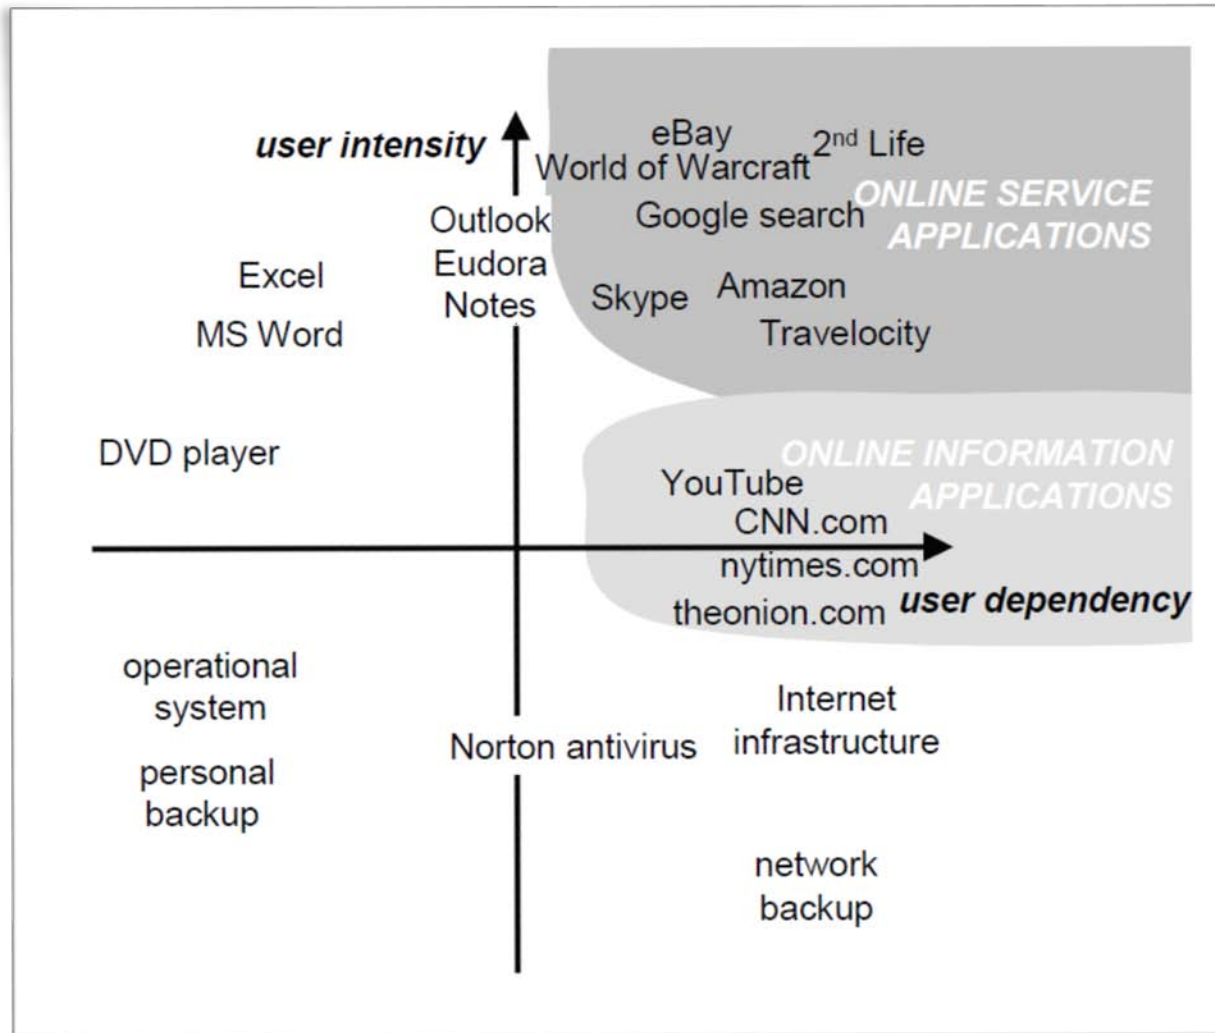 user intensity
eBay
2nd Life
World of Warcraft
ONLINE SERVICE
APPLICATIONS
Google search
Outlook
Eudora
Notes
Excel
MS Word
Skype
Amazon
Travelocity
DVD player
ONLINE INFORMATION
APPLICATIONS
YouTube
CNN.com
nytimes.com
theonion.com
user dependency
operational
system
personal
backup
Norton antivirus
Internet
infrastructure
network
backup